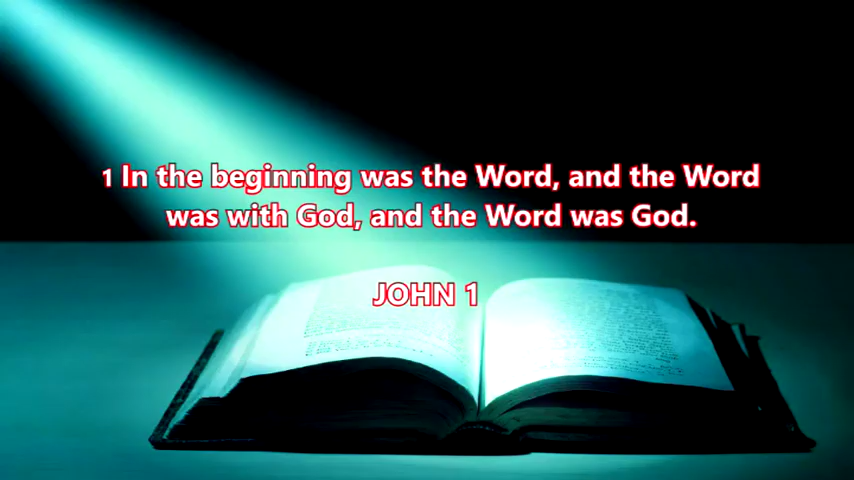 1 In the beginning was the Word, and the Word
was with God, and the Word was God.
JOHN 1